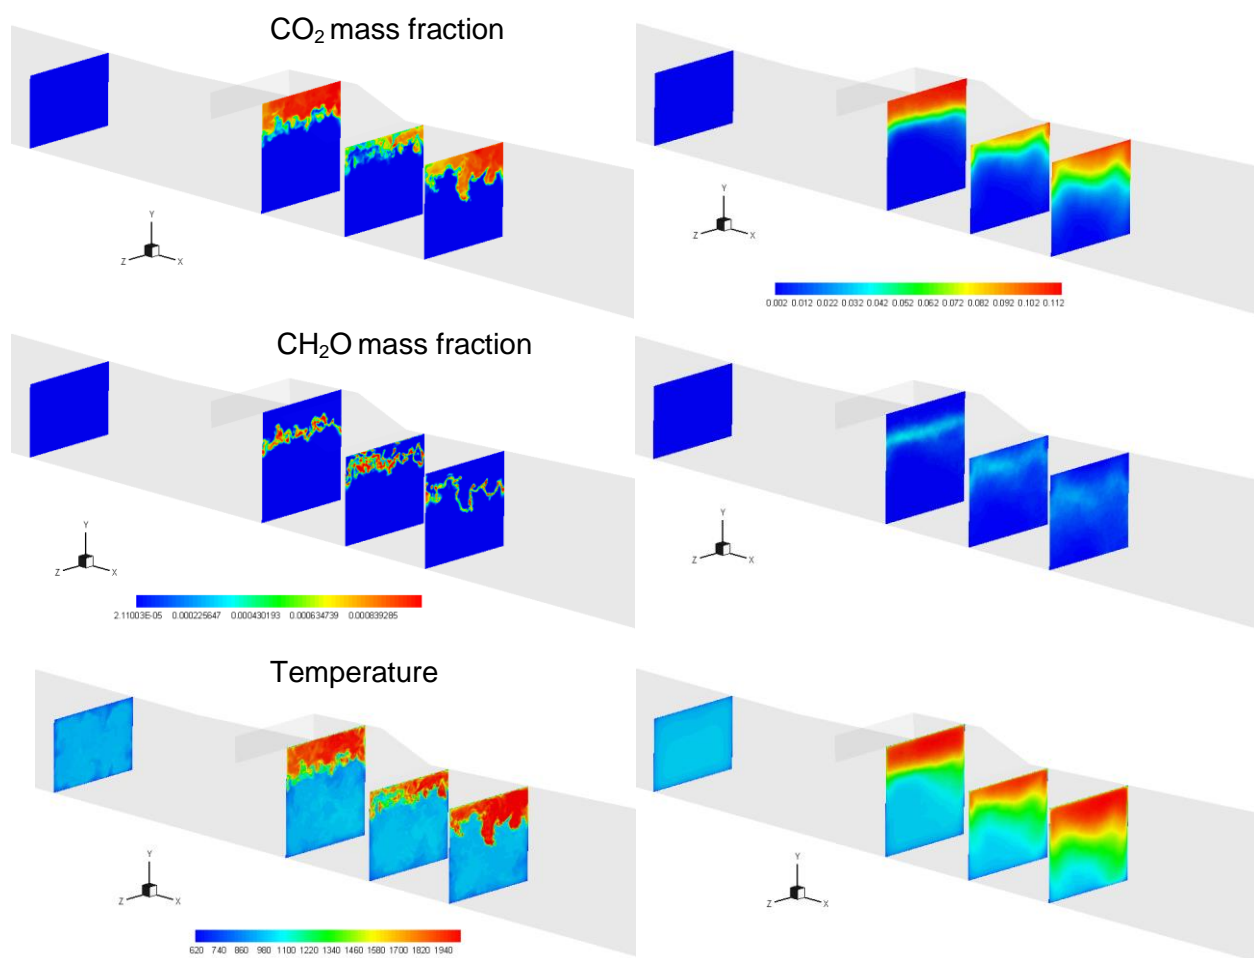 CO₂ mass fraction
Y
Z X
Y
Z X
0.002 0.012 0.022 0.032 0.042 0.052 0.062 0.072 0.082 0.092 0.102 0.112
CH₂O mass fraction
Y
Z X
Y
Z X
2.11003E-05 0.000225647 0.000430193 0.000634739 0.000839285
Temperature
Y
Z X
Y
Z X
620 740 860 980 1100 1220 1340 1460 1580 1700 1820 1940